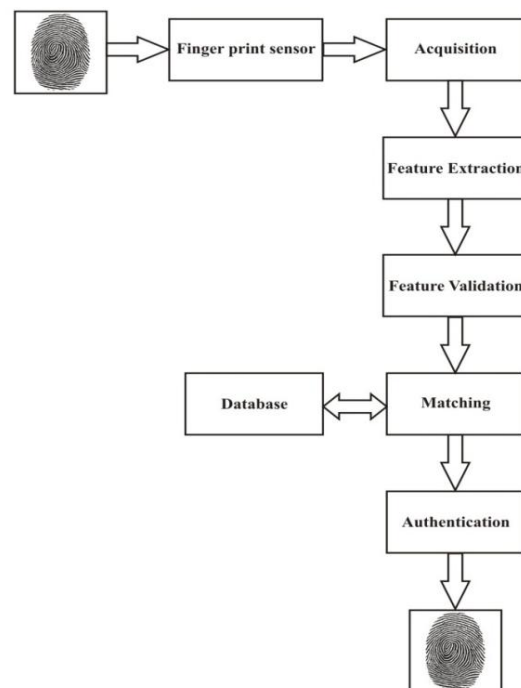 Finger print sensor
Acquisition
Feature Extraction
Feature Validation
Database
Matching
Authentication